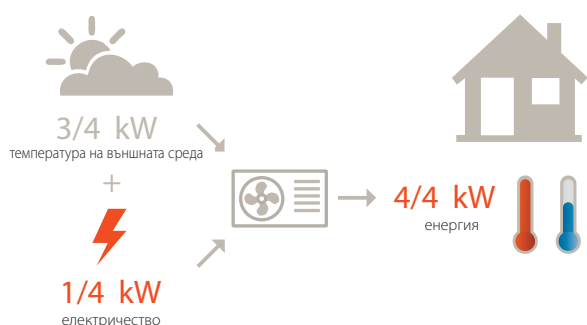 3/4 kW
температура на външната среда
+
1/4 kW
електричество
4/4 kW
енергия